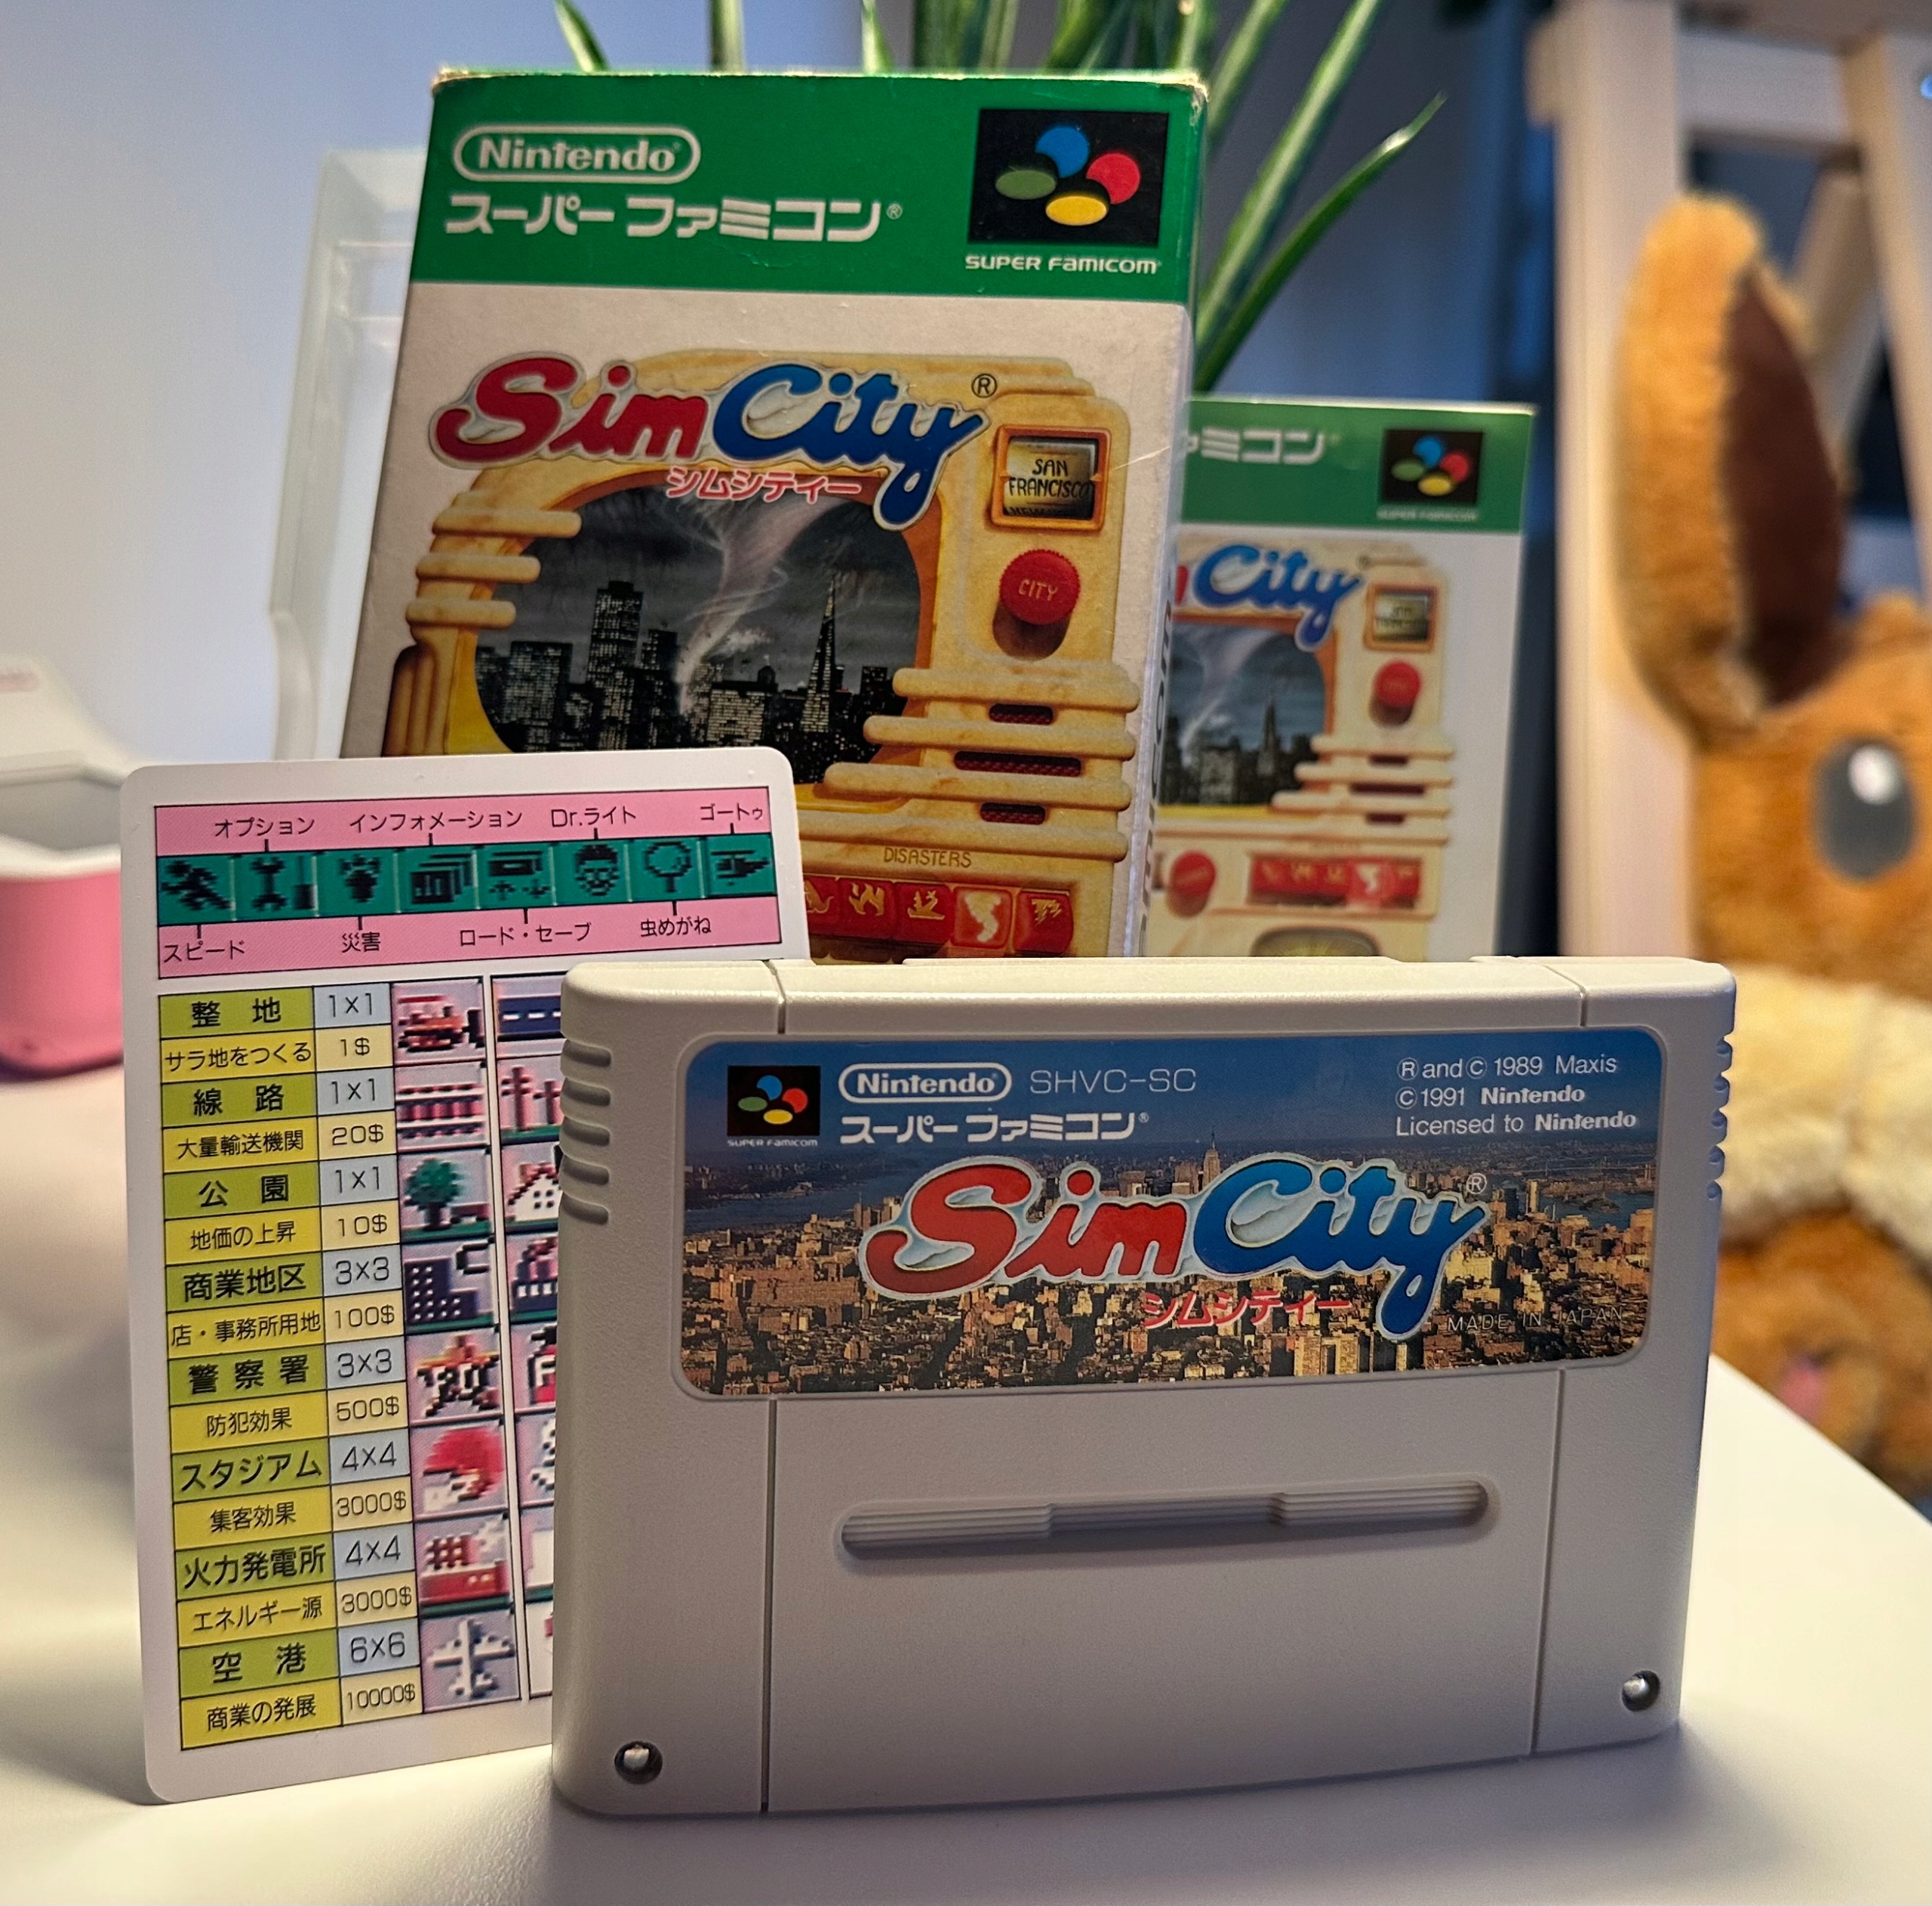 Nintendo®
スーパーファミコン®
SUPER FAMICOM
SimCity®
シムシティー
SAN
FRANCISCO
CITY
DISASTERS
ァミコン
SUPER FAMICOM
City
オプション インフォメーション Dr.ライト ゴートゥ
スピード 災害 ロード・セーブ 虫めがね
整地 1×1
サラ地をつくる 1$
線路 1×1
大量輸送機関 20$
公園 1×1
地価の上昇 10$
商業地区 3×3
店・事務所用地 100$
警察署 3×3
防犯効果 500$
スタジアム 4×4
集客効果 3000$
火力発電所 4×4
エネルギー源 3000$
空港 6×6
商業の発展 10000$
Nintendo® SHVC-SC
スーパーファミコン®
SUPER FAMICOM
®and©1989 Maxis
©1991 Nintendo
Licensed to Nintendo
SimCity®
シムシティー
MADE IN JAPAN